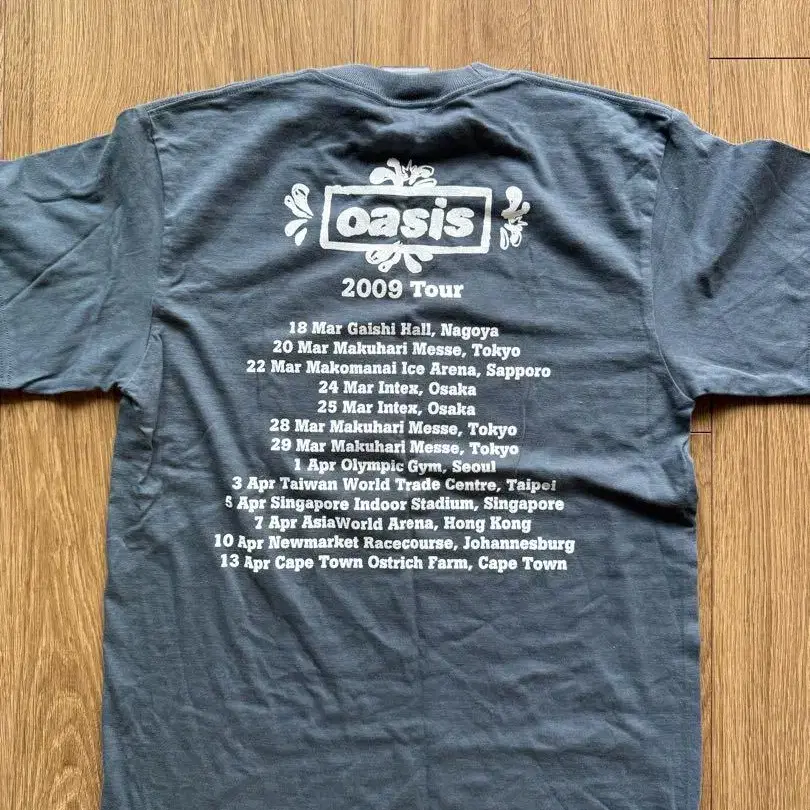 oasis
2009 Tour
18 Mar Gaishi Hall, Nagoya
20 Mar Makuhari Messe, Tokyo
22 Mar Makomanai Ice Arena, Sapporo
24 Mar Intex, Osaka
25 Mar Intex, Osaka
28 Mar Makuhari Messe, Tokyo
29 Mar Makuhari Messe, Tokyo
1 Apr Olympic Gym, Seoul
3 Apr Taiwan World Trade Centre, Taipei
5 Apr Singapore Indoor Stadium, Singapore
7 Apr AsiaWorld Arena, Hong Kong
10 Apr Newmarket Racecourse, Johannesburg
13 Apr Cape Town Ostrich Farm, Cape Town